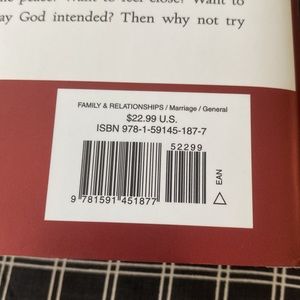 peace? Want to feel close? Want to
ay God intended? Then why not try
FAMILY & RELATIONSHIPS / Marriage / General
$22.99 U.S.
ISBN 978-1-59145-187-7
52299
9 781591 451877
EAN